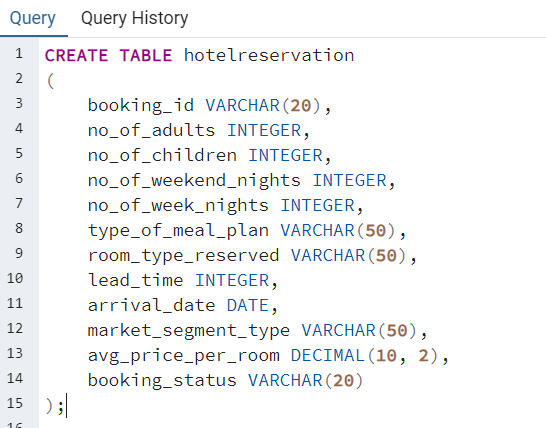 Query Query History
1 CREATE TABLE hotelreservation
2 (
3 booking_id VARCHAR(20),
4 no_of_adults INTEGER,
5 no_of_children INTEGER,
6 no_of_weekend_nights INTEGER,
7 no_of_week_nights INTEGER,
8 type_of_meal_plan VARCHAR(50),
9 room_type_reserved VARCHAR(50),
10 lead_time INTEGER,
11 arrival_date DATE,
12 market_segment_type VARCHAR(50),
13 avg_price_per_room DECIMAL(10, 2),
14 booking_status VARCHAR(20)
15 );
16